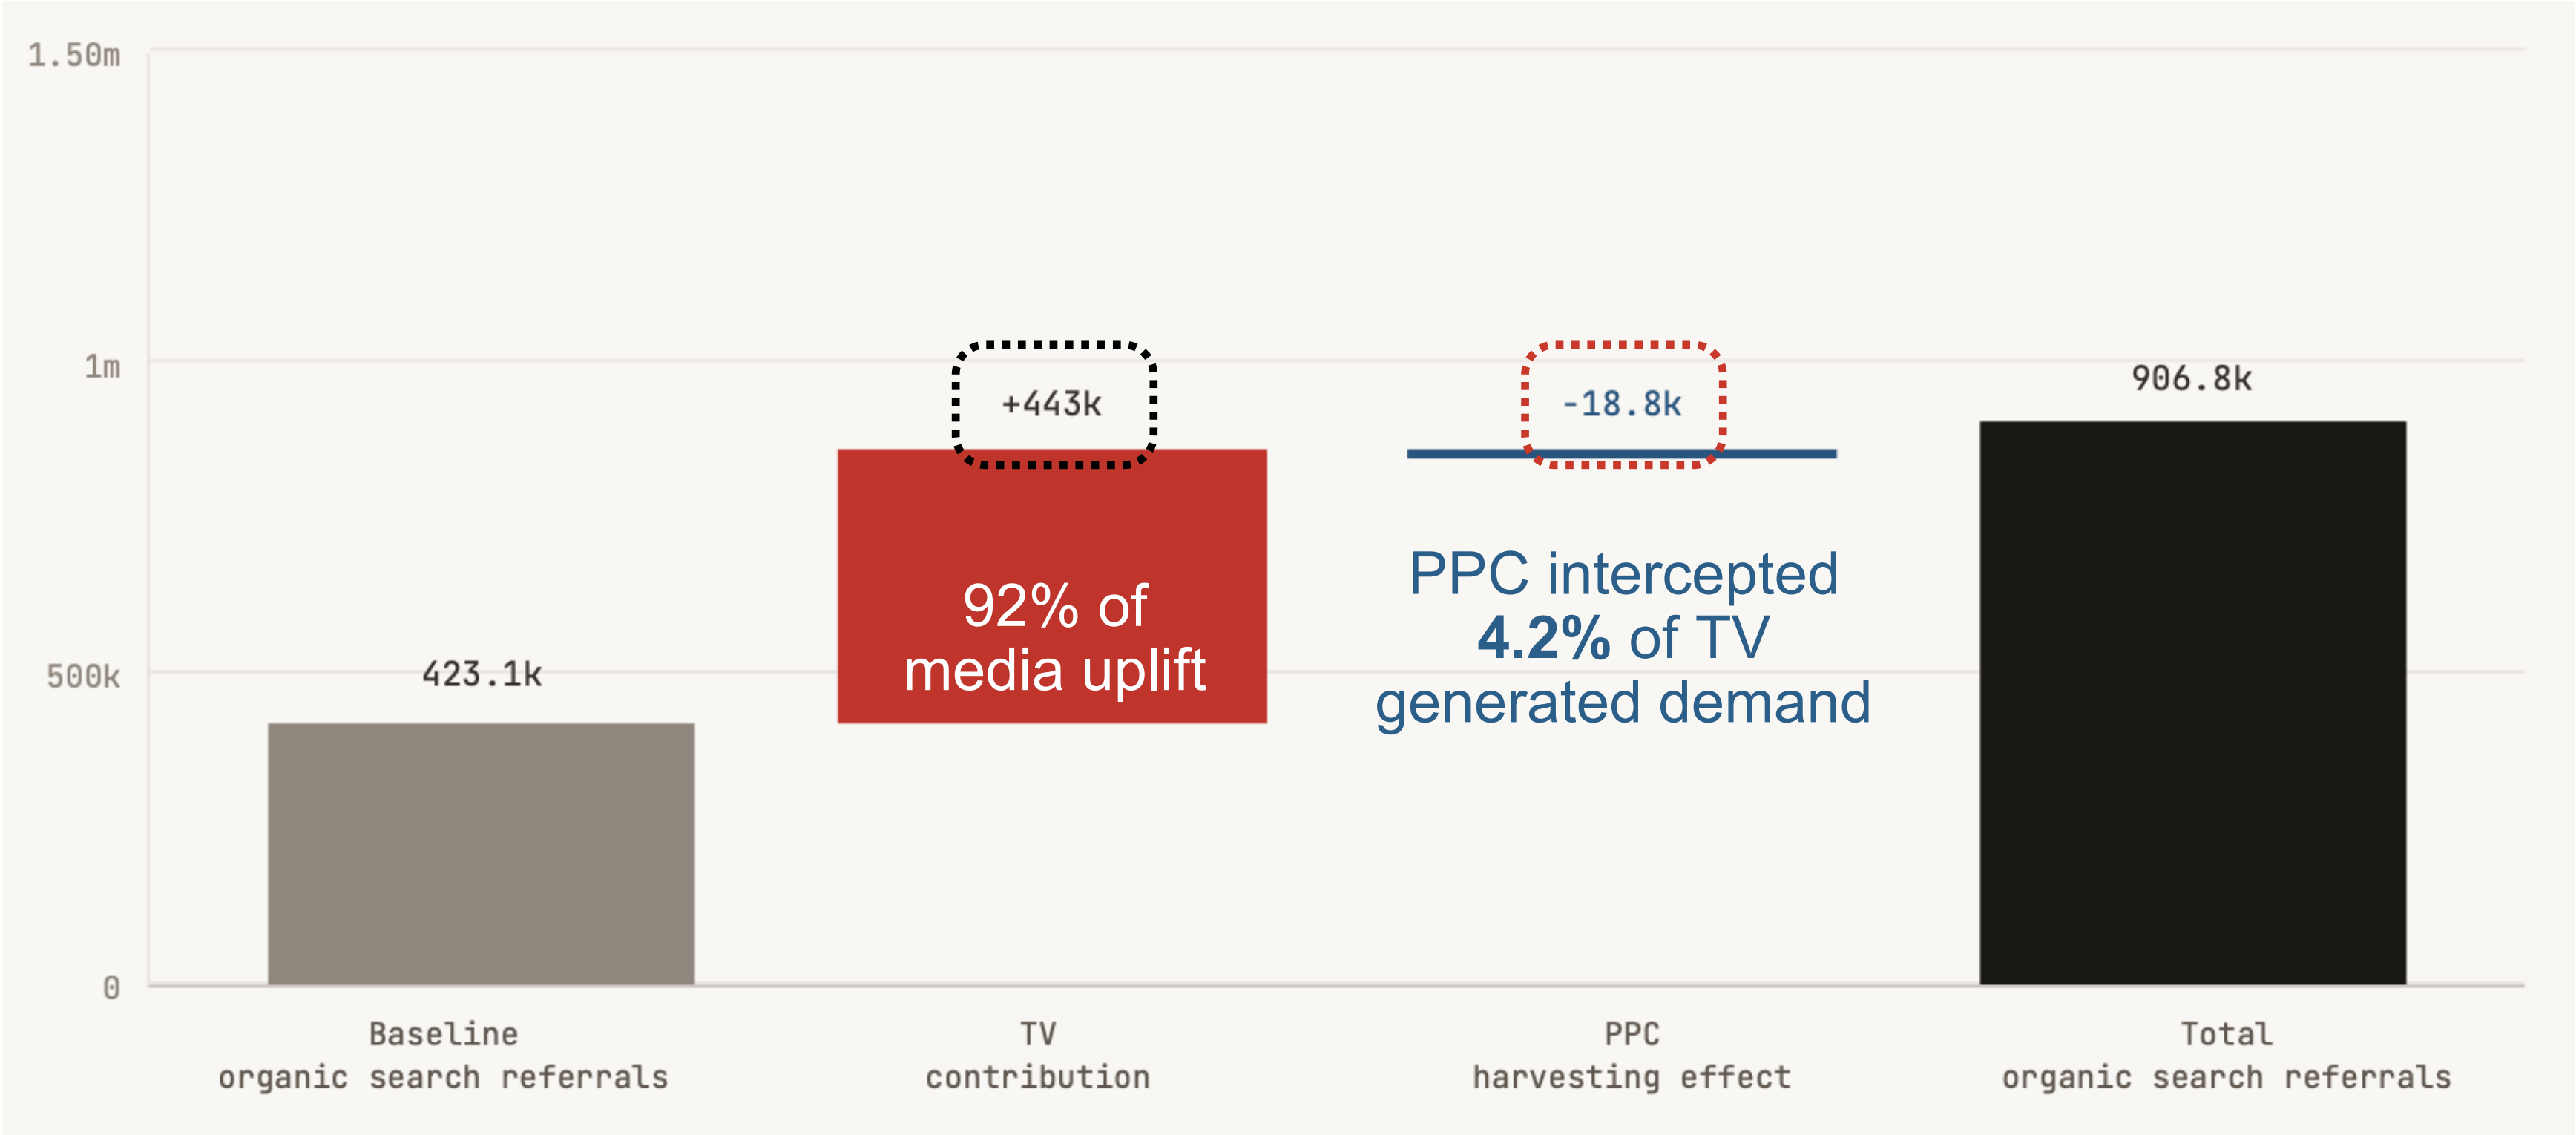 1.50m
1m
500k
0
423.1k
+443k
92% of
media uplift
-18.8k
PPC intercepted
4.2% of TV
generated demand
906.8k
Baseline
organic search referrals
TV
contribution
PPC
harvesting effect
Total
organic search referrals